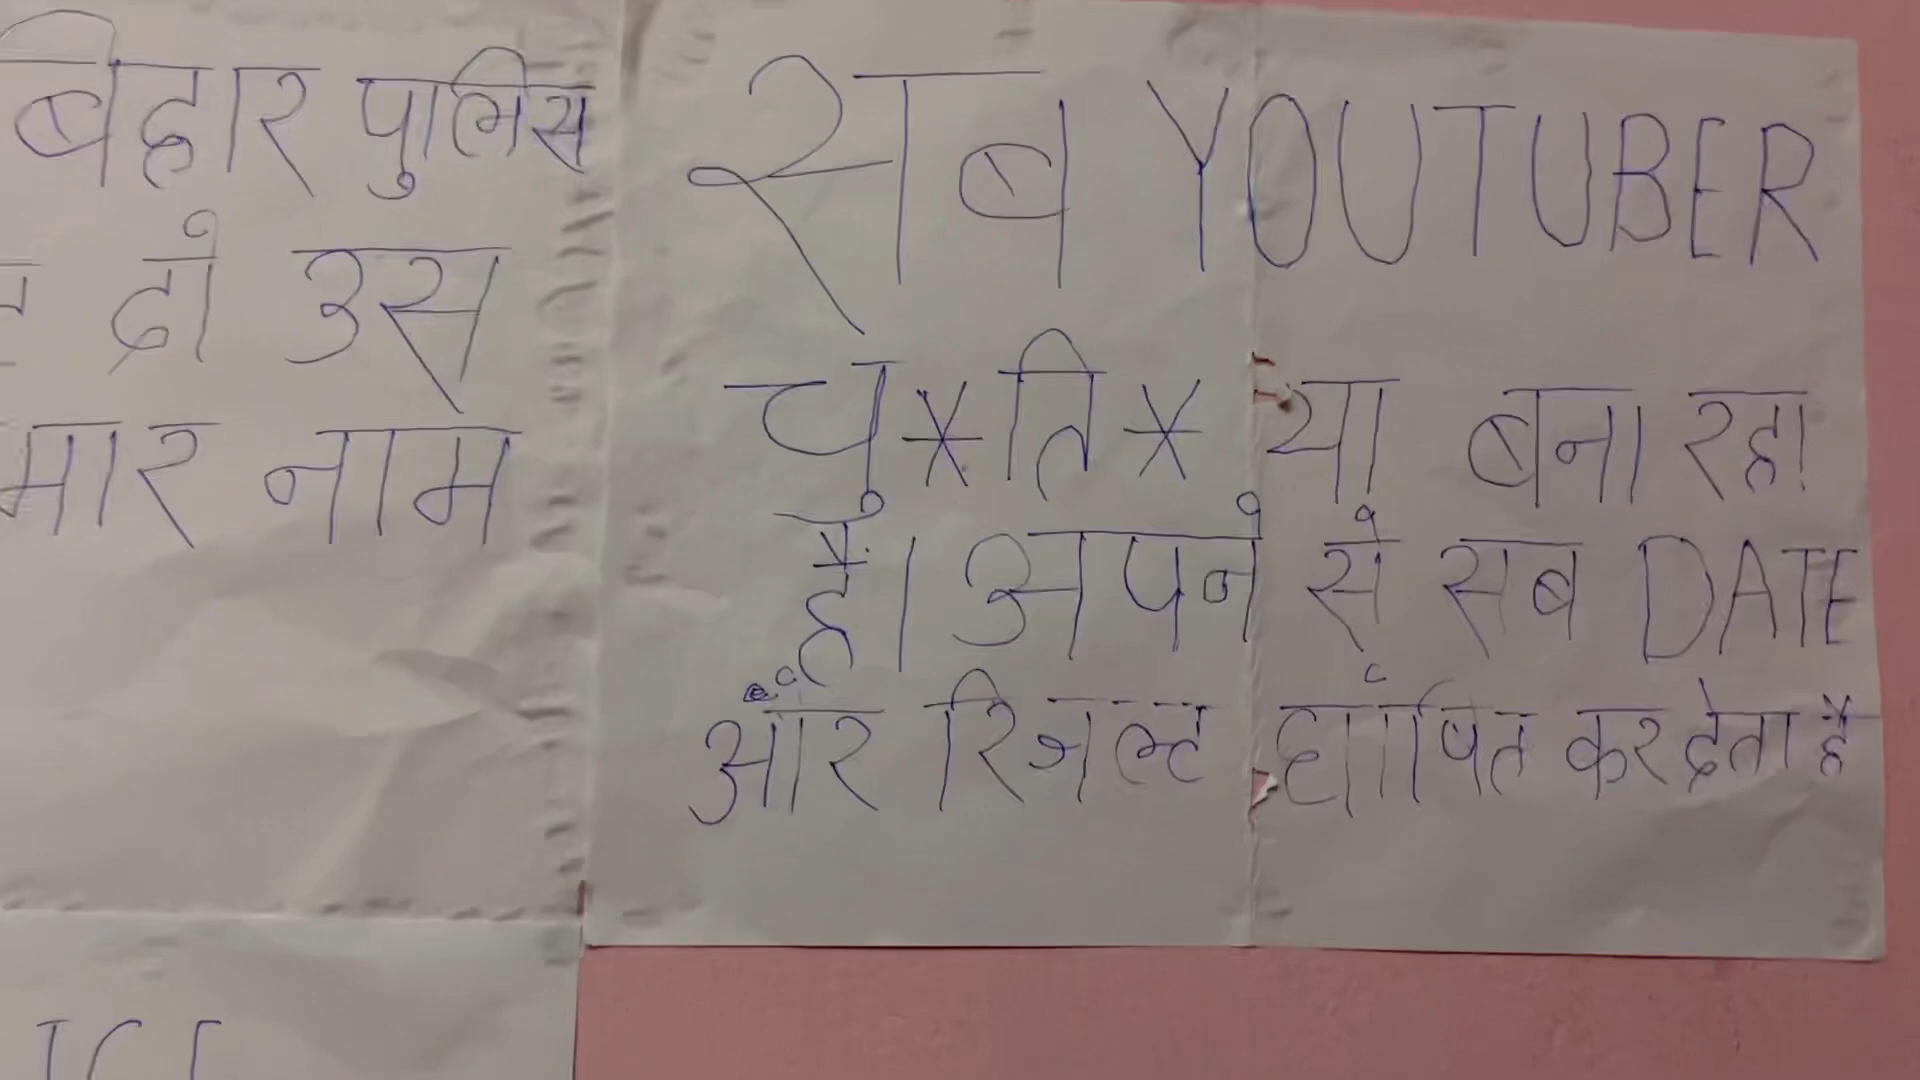 बिहार पुलिस
दो उस
मार नाम
सब YOUTUBER
चु*ति*या बना रहा
है। अपने से सब DATE
और रिजल्ट घोषित कर देता है